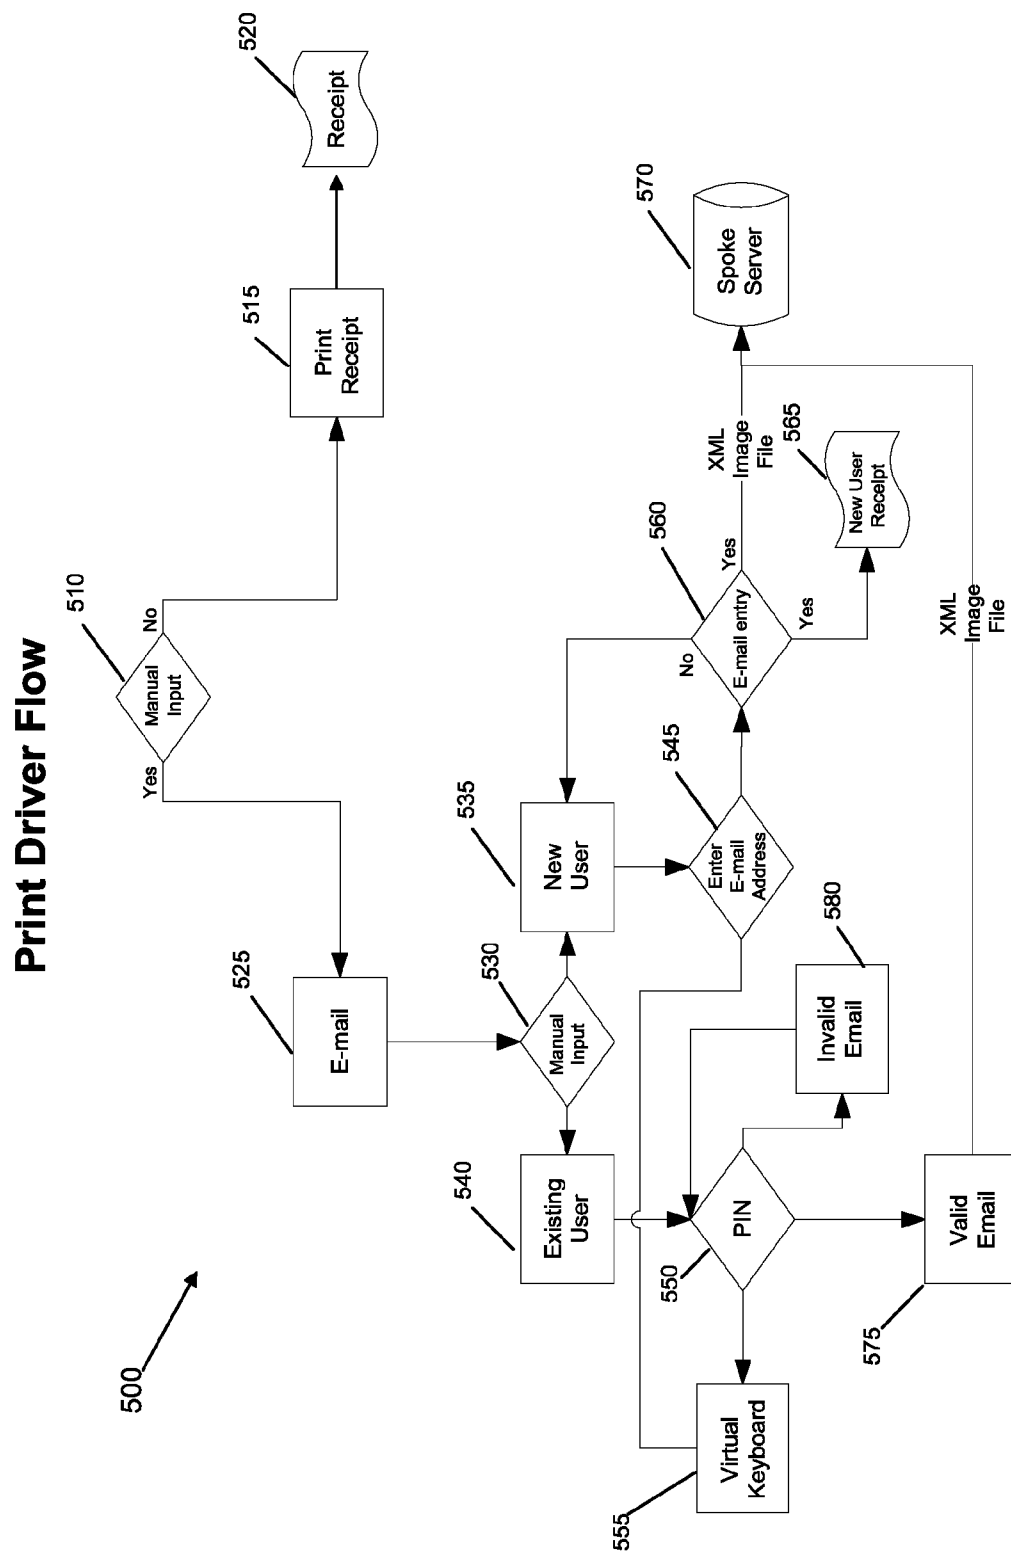 Print Driver Flow
500
510
Manual
Input
Yes
No
515
Print
Receipt
520
Receipt
525
E-mail
530
Manual
Input
535
New
User
540
Existing
User
545
Enter
E-mail
Address
550
PIN
555
Virtual
Keyboard
560
E-mail entry
No
Yes
Yes
XML
Image
File
565
New User
Receipt
570
Spoke
Server
575
Valid
Email
580
Invalid
Email
XML
Image
File